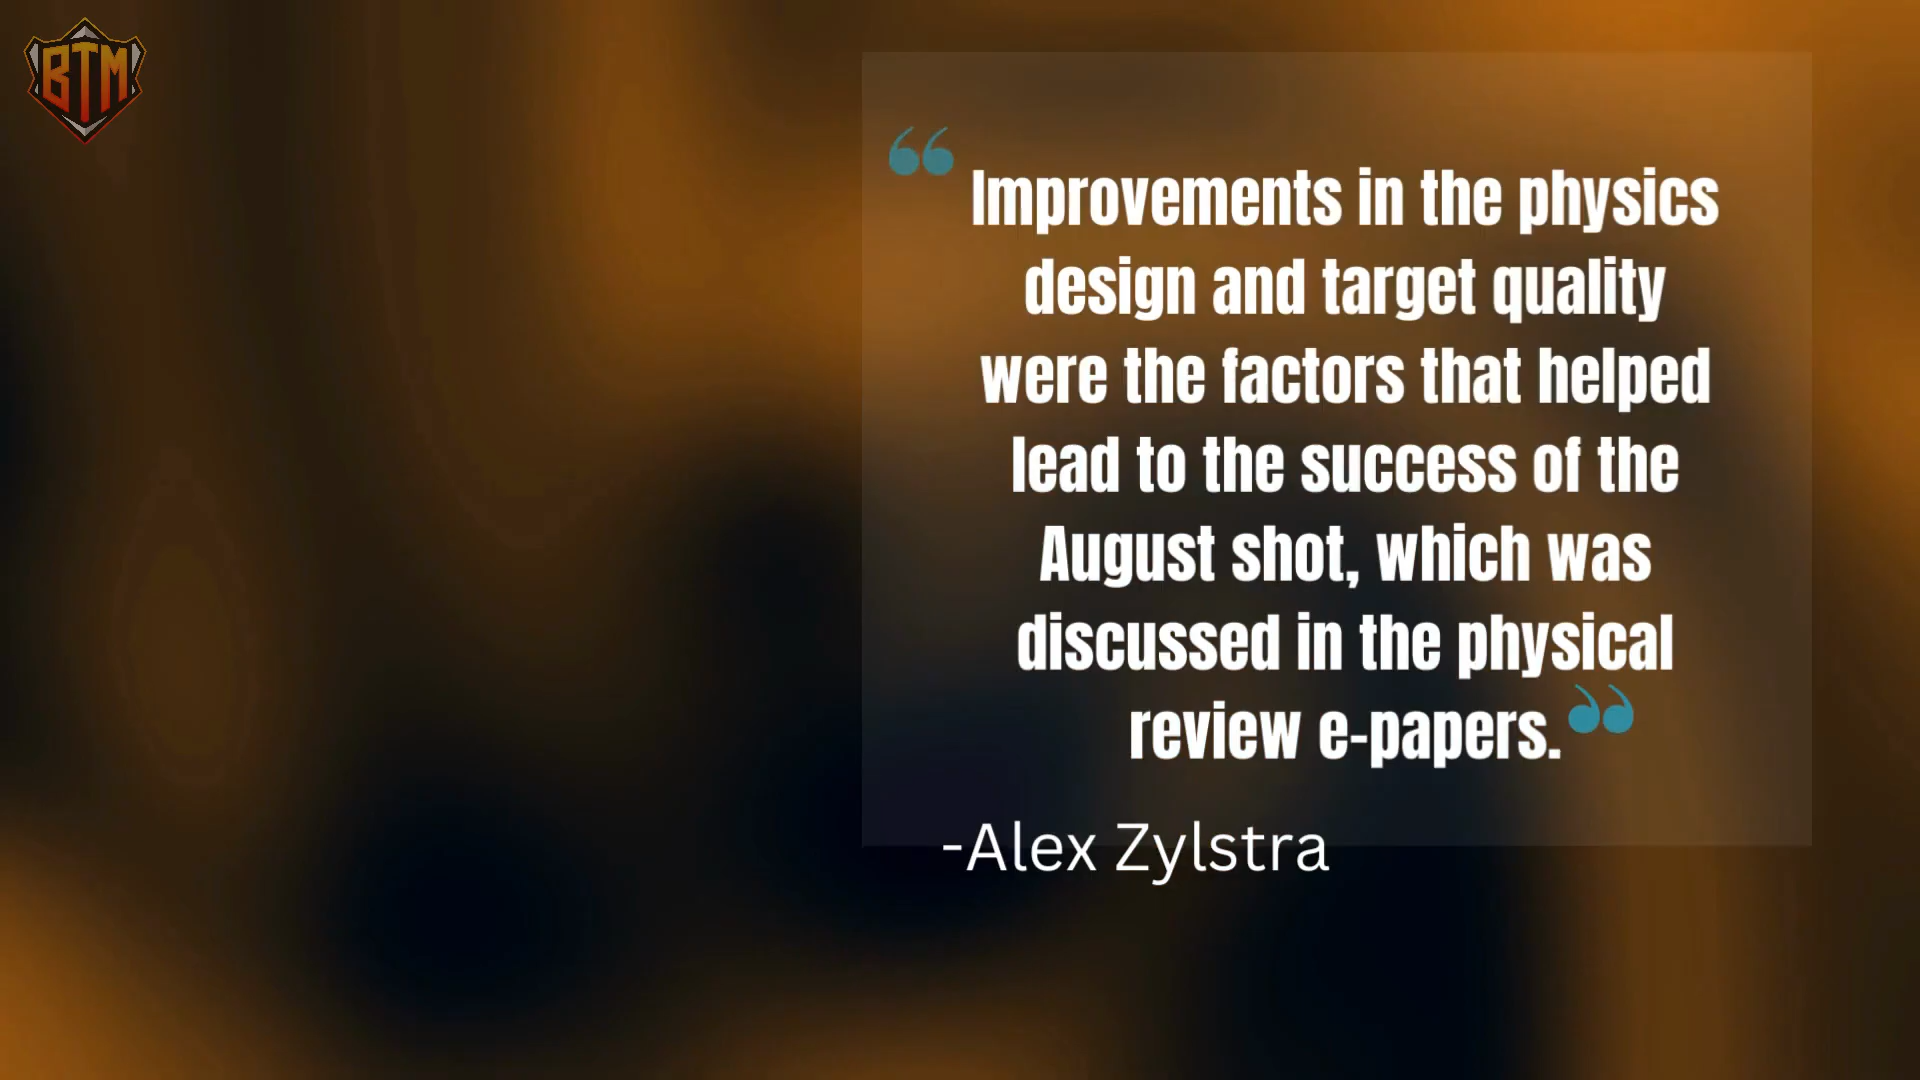 BTM
“Improvements in the physics
design and target quality
were the factors that helped
lead to the success of the
August shot, which was
discussed in the physical
review e-papers.”
-Alex Zylstra